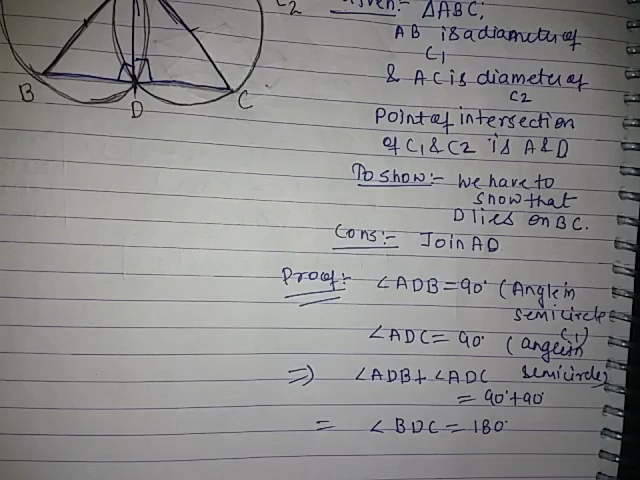 C2
Given:- ΔABC,
AB is a diameter of
C1
& AC is diameter of
C2
Point of intersection
of C1 & C2 is A & D
To show:- We have to
show that
D lies on BC.
Cons:- Join AD
Proof:- ∠ADB = 90° (Angle in
semicircle
C1)
∠ADC = 90° (angle in
semicircle)
⇒) ∠ADB + ∠ADC
= 90° + 90°
= ∠BDC = 180°
B
D
C